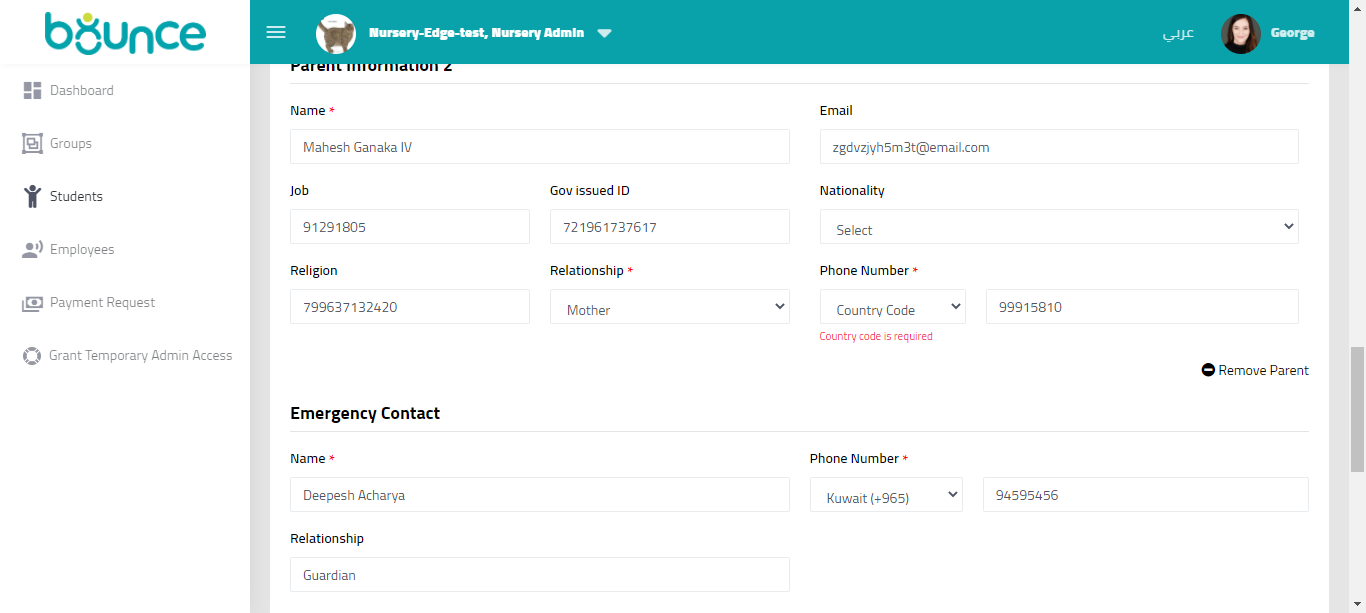 bounce
Nursery-Edge-test, Nursery Admin
عربي
George
Dashboard
Groups
Students
Employees
Payment Request
Grant Temporary Admin Access
Parent Information 2
Name *
Email
Mahesh Ganaka IV
zgdvzjyh5m3t@email.com
Job
Gov issued ID
Nationality
91291805
721961737617
Select
Religion
Relationship *
Phone Number *
799637132420
Mother
Country Code
99915810
Country code is required
Remove Parent
Emergency Contact
Name *
Phone Number *
Deepesh Acharya
Kuwait (+965)
94595456
Relationship
Guardian